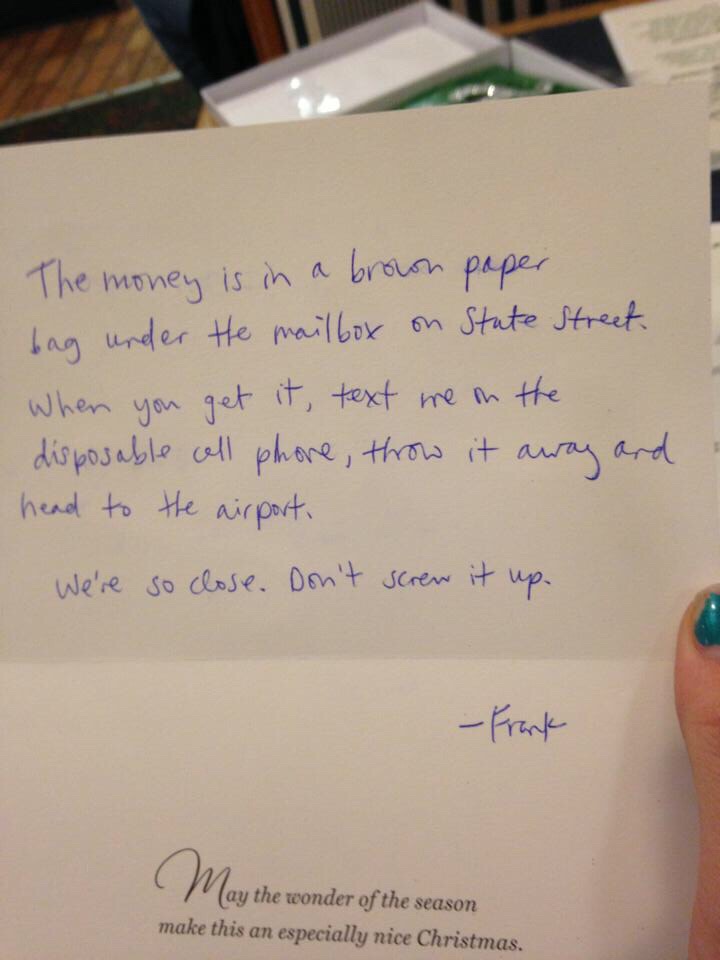 The money is in a brown paper
bag under the mailbox on State Street.
When you get it, text me on the
disposable cell phone, throw it away and
head to the airport.
We're so close. Don't screw it up.
-Frank
May the wonder of the season
make this an especially nice Christmas.